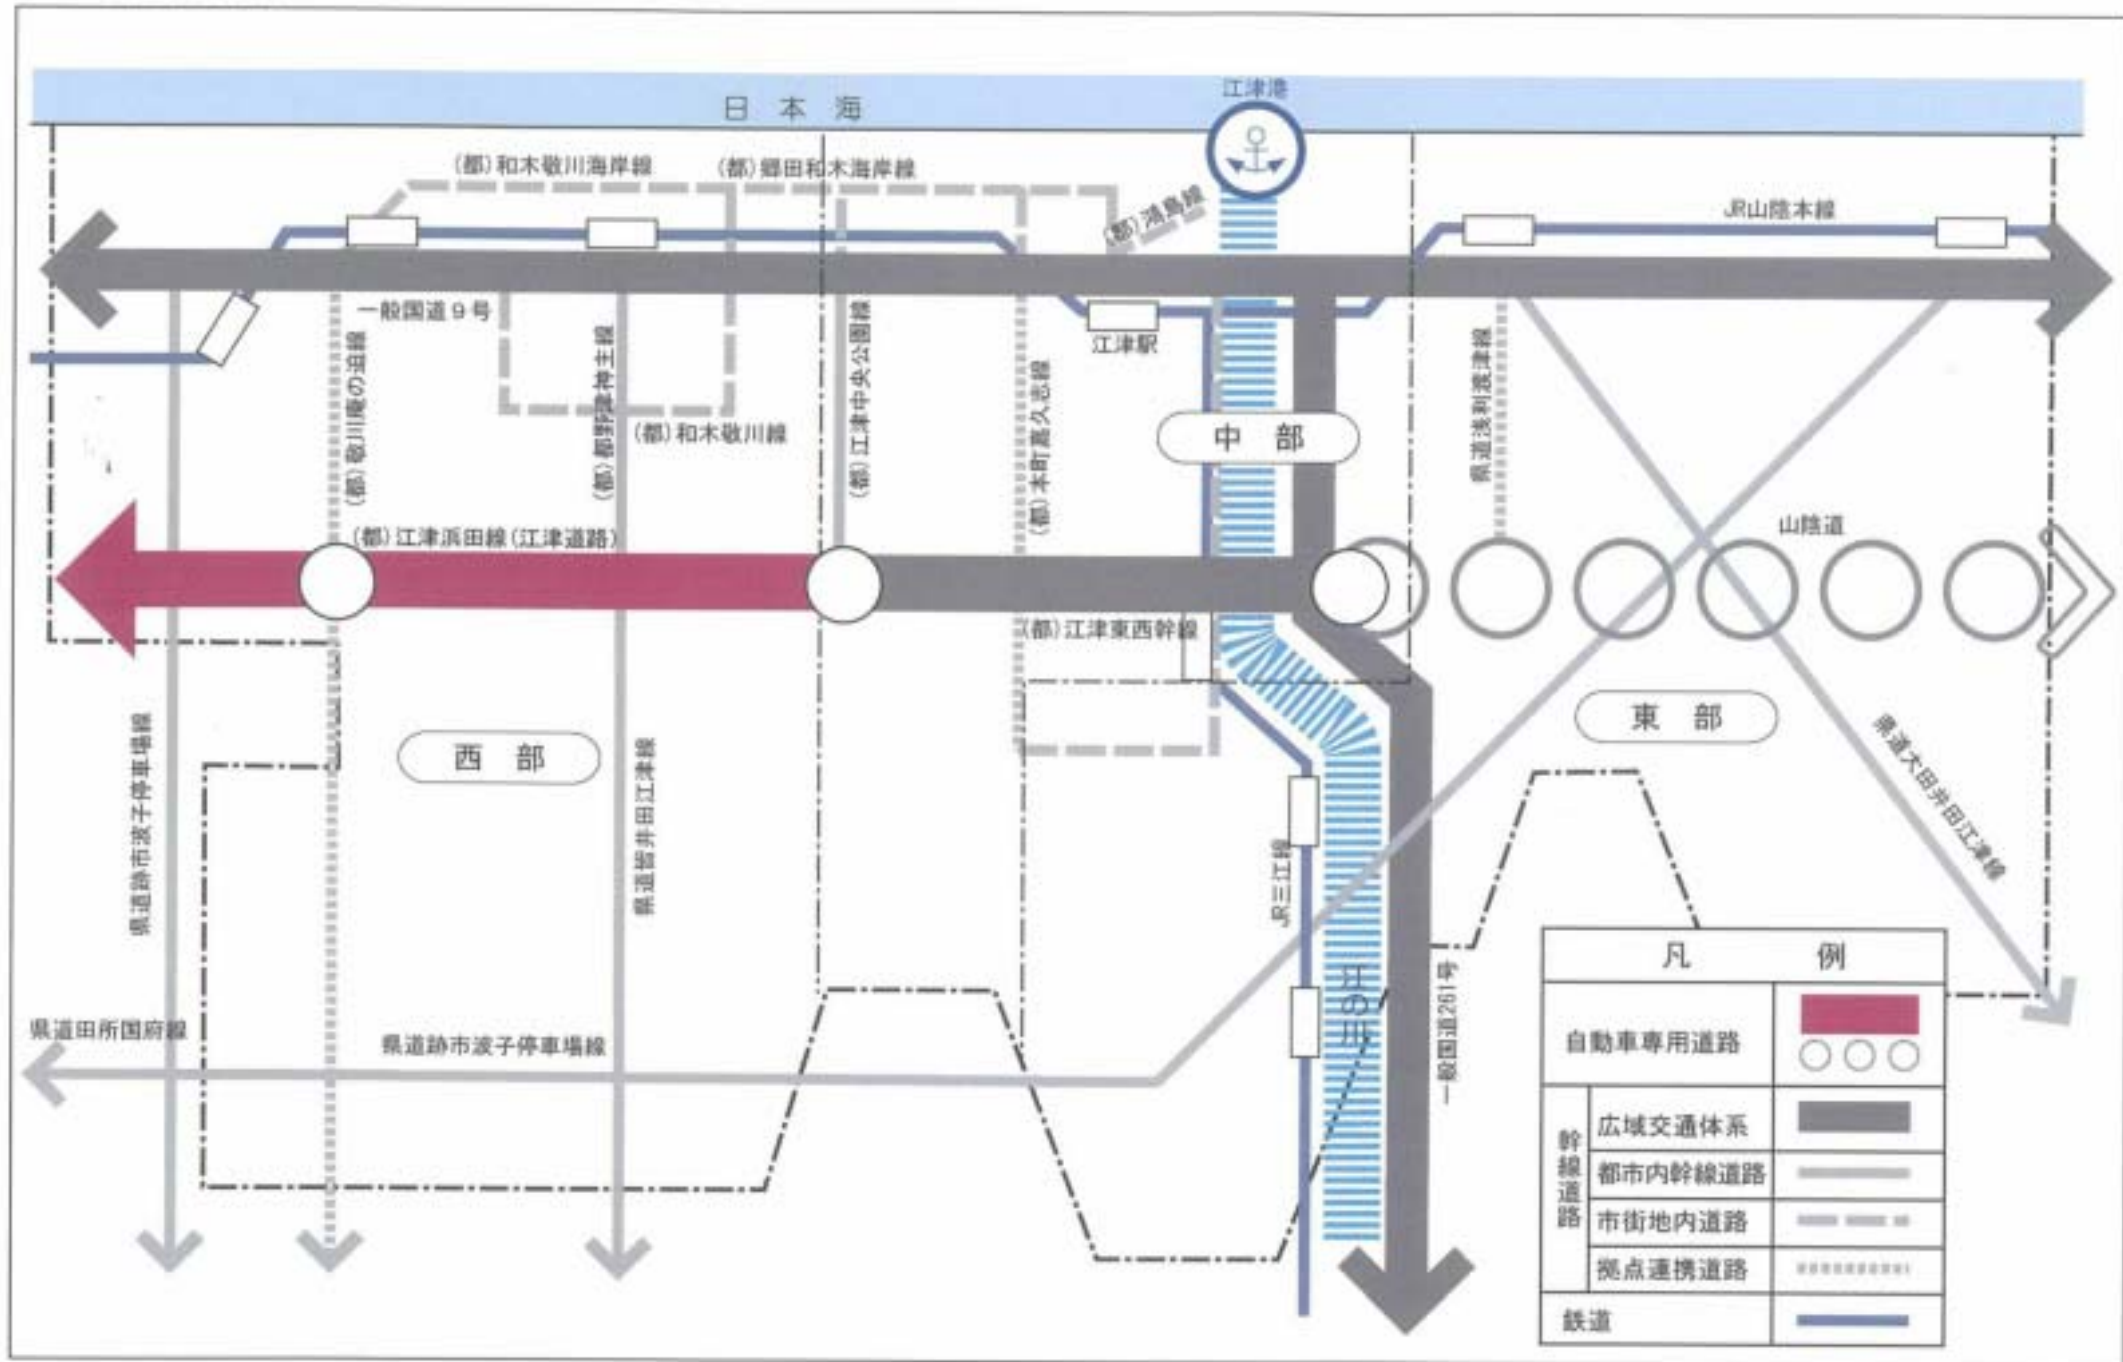 江津港
日本海
(都)和木敬川海岸線
(都)郷田和木海岸線
(都)鴻島線
JR山陰本線
一般国道9号
江津駅
(都)敬川庵の迫線
(都)都野津神主線
(都)和木敬川線
(都)江津中央公園線
(都)本町嘉久志線
県道浅利渡津線
中部
(都)江津浜田線(江津道路)
山陰道
(都)江津東西幹線
西部
東部
県道跡市波子停車場線
県道皆井田江津線
県道大田井田江津線
JR三江線
江の川
一般国道261号
県道田所国府線
県道跡市波子停車場線
凡例
自動車専用道路
幹線道路
広域交通体系
都市内幹線道路
市街地内道路
拠点連携道路
鉄道